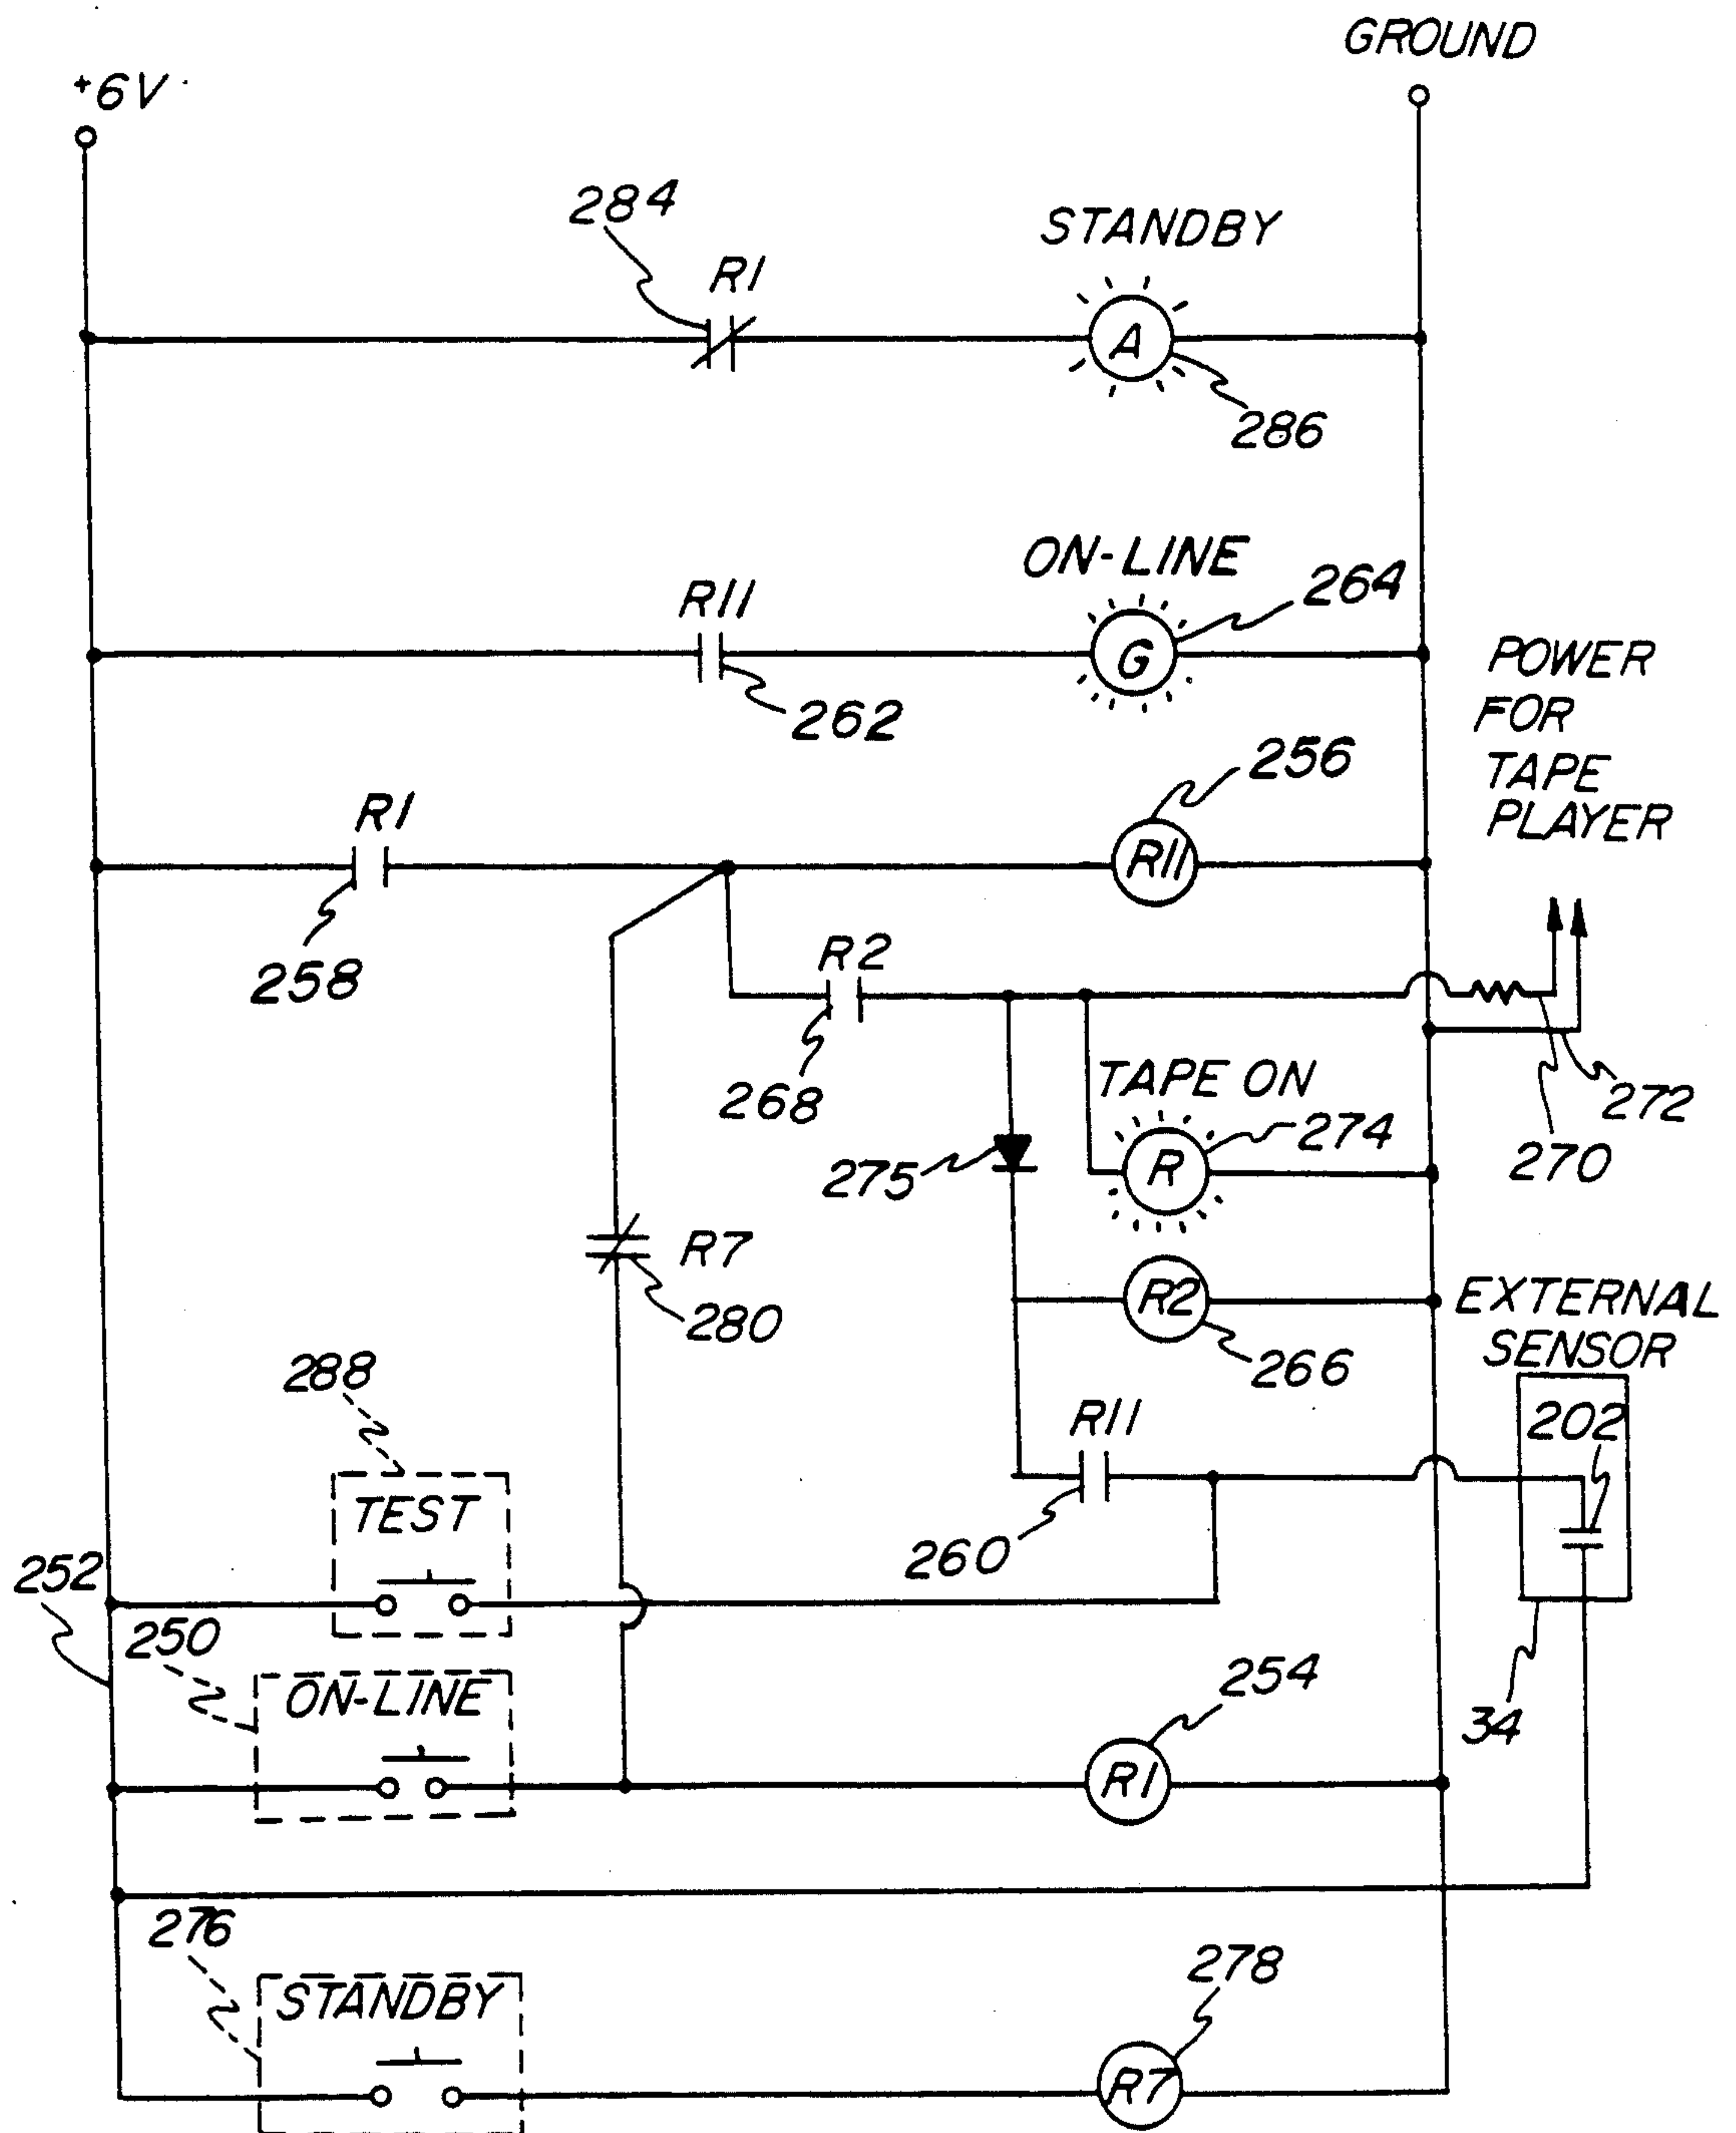 GROUND
+6V
284
STANDBY
R1
A
286
ON-LINE
264
R11
G
262
POWER
FOR
TAPE
PLAYER
256
R1
R11
258
R2
268
TAPE ON
272
274
270
275
R
R7
280
R2
266
EXTERNAL
SENSOR
288
202
R11
TEST
260
252
250
ON-LINE
254
34
R1
276
STANDBY
278
R7